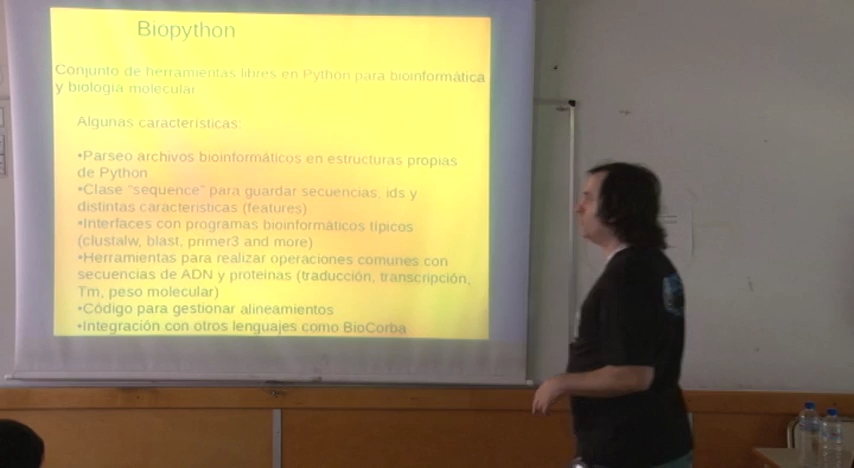 Biopython
Conjunto de herramientas libres en Python para bioinformática
y biología molecular
Algunas características:
•Parseo archivos bioinformáticos en estructuras propias
de Python
•Clase "sequence" para guardar secuencias, ids y
distintas características (features)
•Interfaces con programas bioinformáticos típicos
(clustalw, blast, primer3 and more)
•Herramientas para realizar operaciones comunes con
secuencias de ADN y proteínas (traducción, transcripción,
Tm, peso molecular)
•Código para gestionar alineamientos
•Integración con otros lenguajes como BioCorba